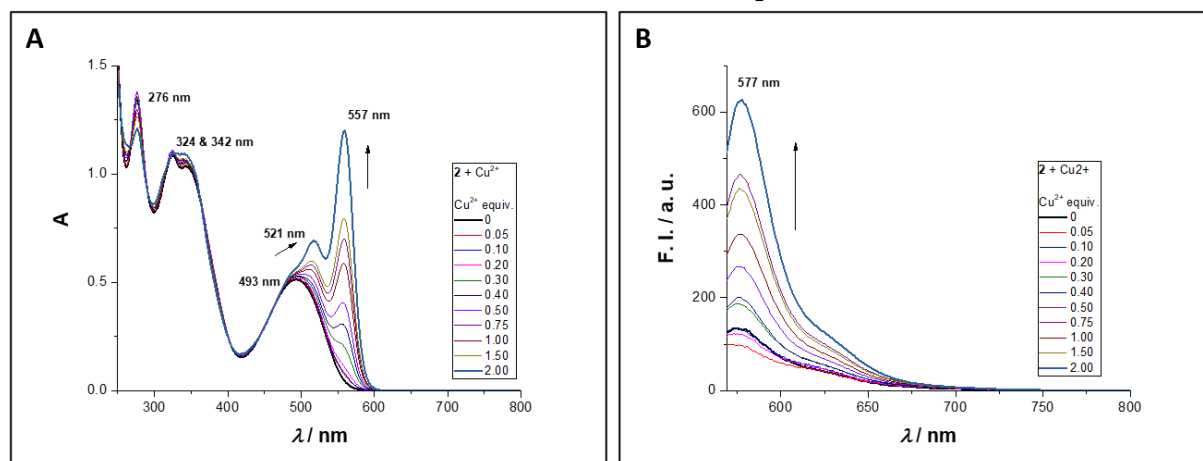 A
1.5
1.0
0.5
0.0
A
276 nm
324 & 342 nm
557 nm
521 nm
493 nm
2 + Cu²⁺
Cu²⁺ equiv.
0
0.05
0.10
0.20
0.30
0.40
0.50
0.75
1.00
1.50
2.00
300
400
500
600
700
800
λ / nm
B
600
400
200
0
F. I. / a. u.
577 nm
2 + Cu2+
Cu²⁺ equiv.
0
0.05
0.10
0.20
0.30
0.40
0.50
0.75
1.00
1.50
2.00
600
650
700
750
800
λ / nm